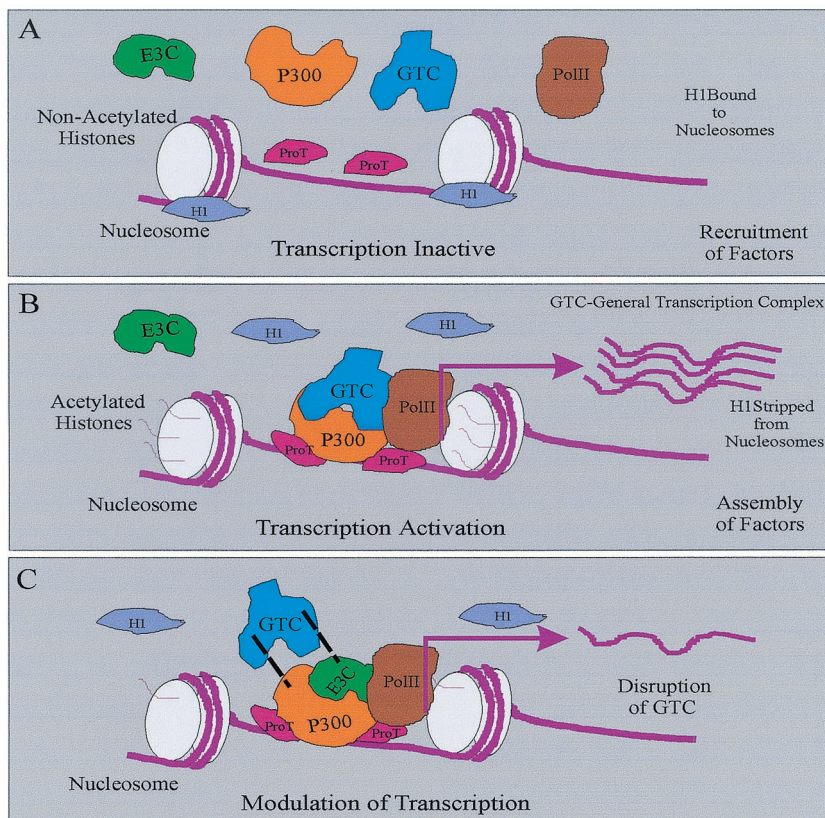 A
E3C
P300
GTC
PolII
Non-Acetylated
Histones
H1Bound
to
Nucleosomes
ProT
ProT
H1
H1
Nucleosome
Transcription Inactive
Recruitment
of Factors
B
GTC-General Transcription Complex
E3C
H1
H1
GTC
PolII
Acetylated
Histones
P300
H1Stripped
from
Nucleosomes
ProT
ProT
Nucleosome
Transcription Activation
Assembly
of Factors
C
H1
GTC
H1
E3C
PolII
Disruption
of GTC
P300
ProT
ProT
Nucleosome
Modulation of Transcription